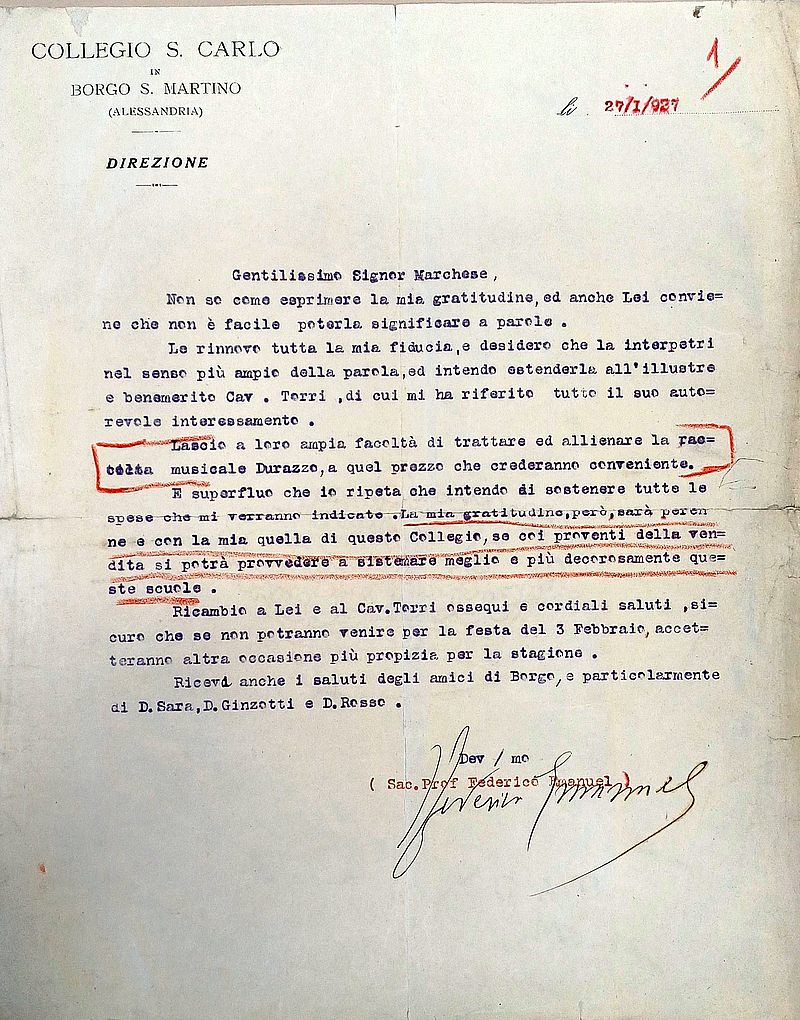 COLLEGIO S. CARLO
IN
BORGO S. MARTINO
(ALESSANDRIA)
DIREZIONE
1/
li 27/1/927
Gentilissimo Signor Marchese,
Non so come esprimere la mia gratitudine,ed anche Lei convie=
ne che non è facile poterla significare a parole .
Le rinnovo tutta la mia fiducia,e desidero che la interpetri
nel senso più ampio della parola,ed intendo estenderla all'illustre
e benemerito Cav . Torri ,di cui mi ha riferito tutto il suo auto=
revole interessamento .
Lascio a loro ampia facoltà di trattare ed allienare la rac=
colta musicale Durazzo,a quel prezzo che crederanno conveniente.
E superfluo che io ripeta che intendo di sostenere tutte le
spese che mi verranno indicate .La mia gratitudine,però,sarà peren
ne e con la mia quella di questo Collegio,se coi proventi della ven=
dita si potrà provvedere a sistemare meglio e più decorosamente que=
ste scuole .
Ricambio a Lei e al Cav.Torri ossequi e cordiali saluti ,si=
curo che se non potranno venire per la festa del 3 Febbraio,accet=
teranno altra occasione più propizia per la stagione .
Ricevi anche i saluti degli amici di Borgo,e particolarmente
di D.Sara,D.Ginzotti e D.Rosso .
Dev / mo
( Sac.Prof Federico Emanuel )
Federico Emanuel